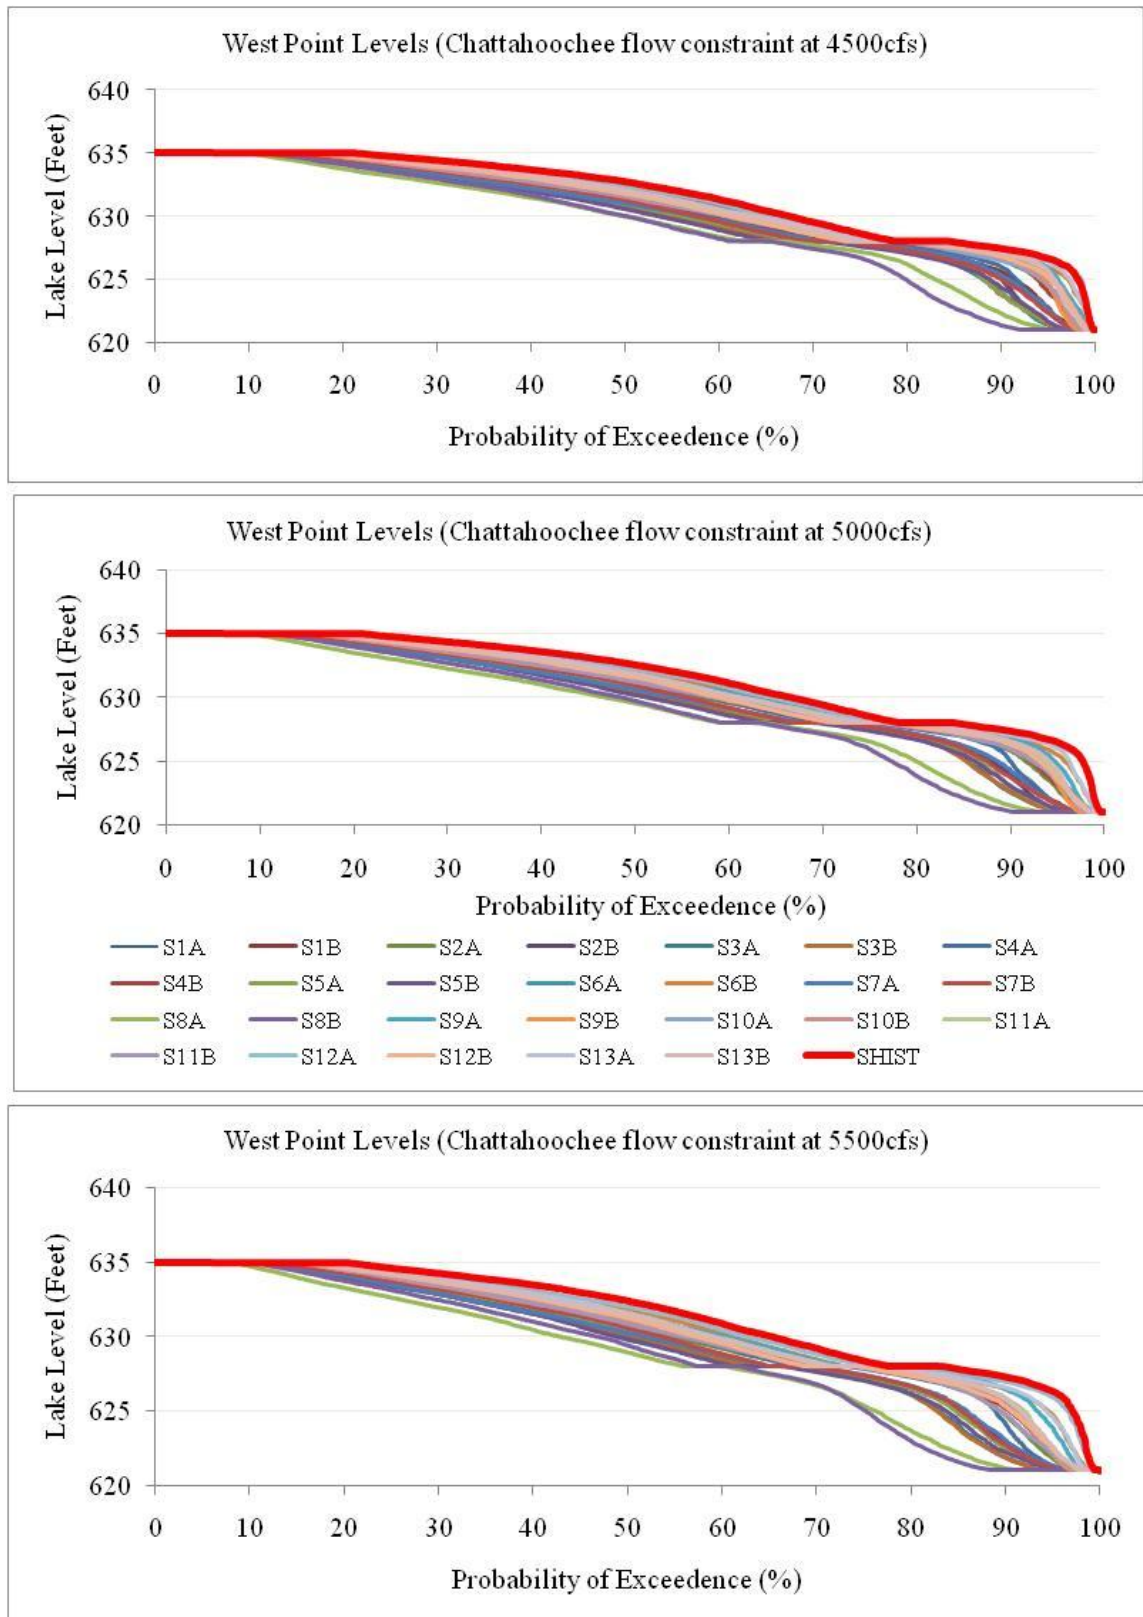 West Point Levels (Chattahoochee flow constraint at 4500cfs)
640
635
630
625
620
Lake Level (Feet)
0 10 20 30 40 50 60 70 80 90 100
Probability of Exceedence (%)
West Point Levels (Chattahoochee flow constraint at 5000cfs)
640
635
630
625
620
Lake Level (Feet)
0 10 20 30 40 50 60 70 80 90 100
Probability of Exceedence (%)
S1A S1B S2A S2B S3A S3B S4A
S4B S5A S5B S6A S6B S7A S7B
S8A S8B S9A S9B S10A S10B S11A
S11B S12A S12B S13A S13B SHIST
West Point Levels (Chattahoochee flow constraint at 5500cfs)
640
635
630
625
620
Lake Level (Feet)
0 10 20 30 40 50 60 70 80 90 100
Probability of Exceedence (%)